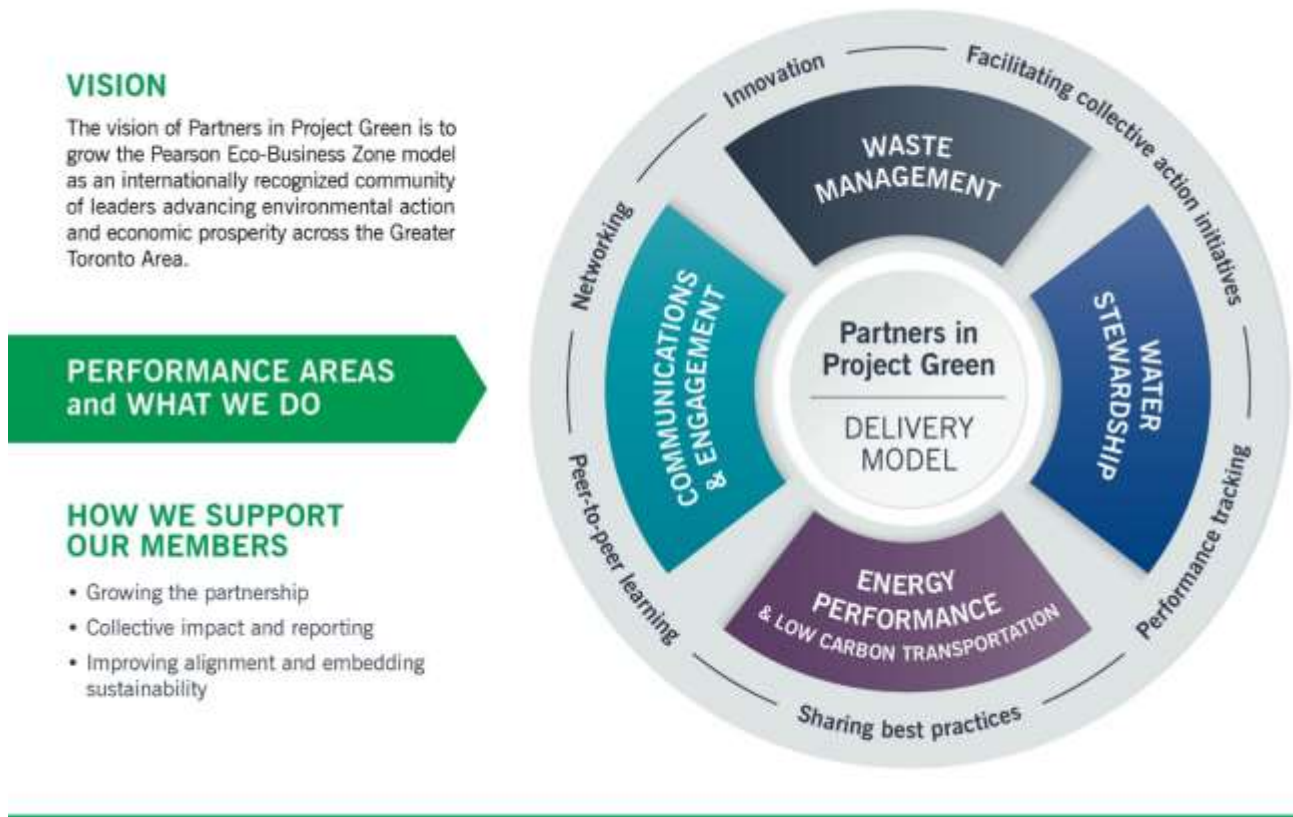 VISION
The vision of Partners in Project Green is to
grow the Pearson Eco-Business Zone model
as an internationally recognized community
of leaders advancing environmental action
and economic prosperity across the Greater
Toronto Area.
PERFORMANCE AREAS
and WHAT WE DO
HOW WE SUPPORT
OUR MEMBERS
• Growing the partnership
• Collective impact and reporting
• Improving alignment and embedding
sustainability
Innovation
Facilitating collective action initiatives
Performance tracking
Sharing best practices
Peer-to-peer learning
Networking
WASTE
MANAGEMENT
WATER
STEWARDSHIP
ENERGY
PERFORMANCE
& LOW CARBON TRANSPORTATION
COMMUNICATIONS
& ENGAGEMENT
Partners in
Project Green
DELIVERY
MODEL